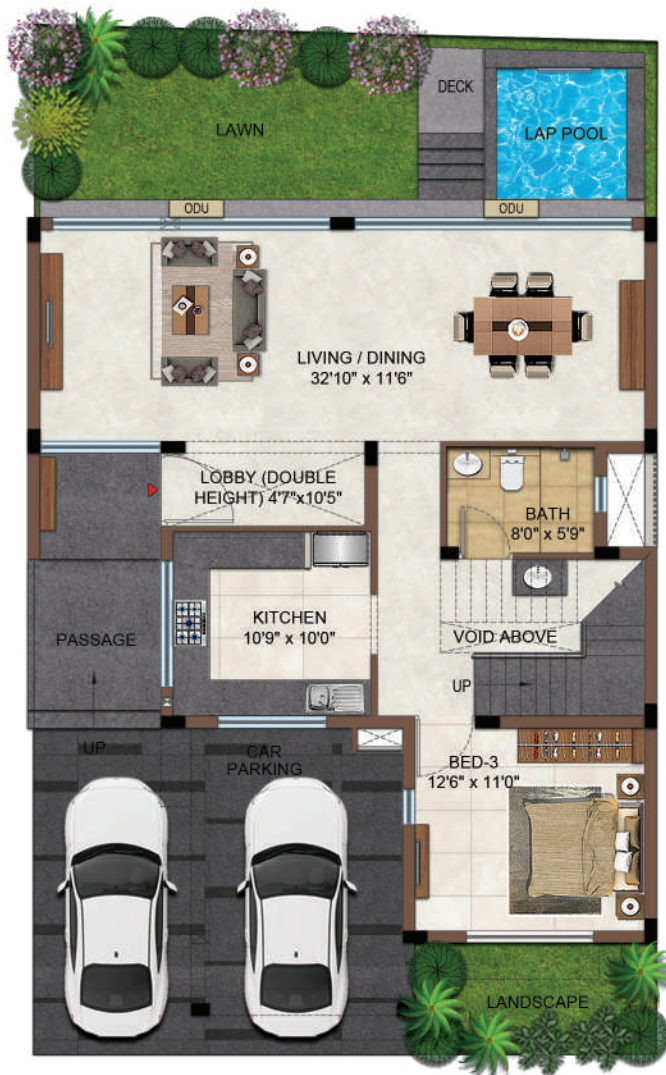 DECK
LAWN
LAP POOL
ODU
ODU
LIVING / DINING
32'10" x 11'6"
LOBBY (DOUBLE
HEIGHT) 4'7"x10'5"
BATH
8'0" x 5'9"
KITCHEN
10'9" x 10'0"
PASSAGE
VOID ABOVE
UP
UP
CAR
PARKING
BED-3
12'6" x 11'0"
LANDSCAPE